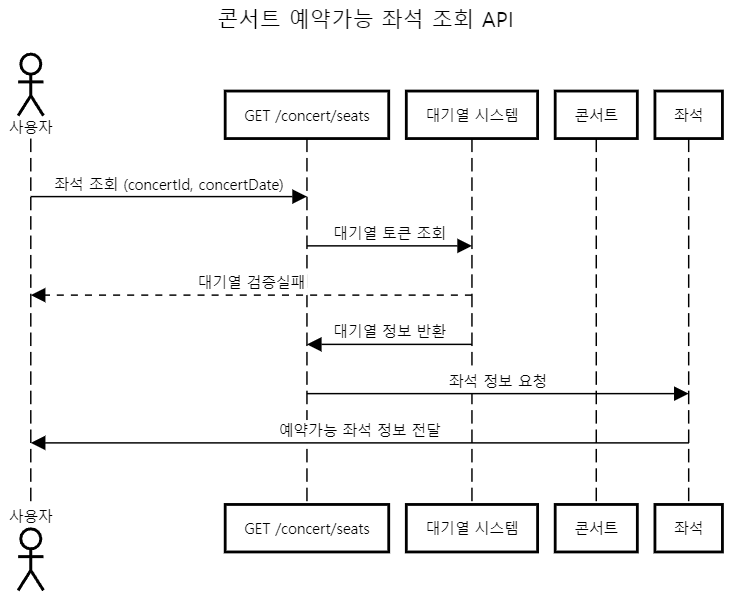 콘서트 예약가능 좌석 조회 API
사용자
GET /concert/seats
대기열 시스템
콘서트
좌석
좌석 조회 (concertId, concertDate)
대기열 토큰 조회
대기열 검증실패
대기열 정보 반환
좌석 정보 요청
예약가능 좌석 정보 전달
사용자
GET /concert/seats
대기열 시스템
콘서트
좌석